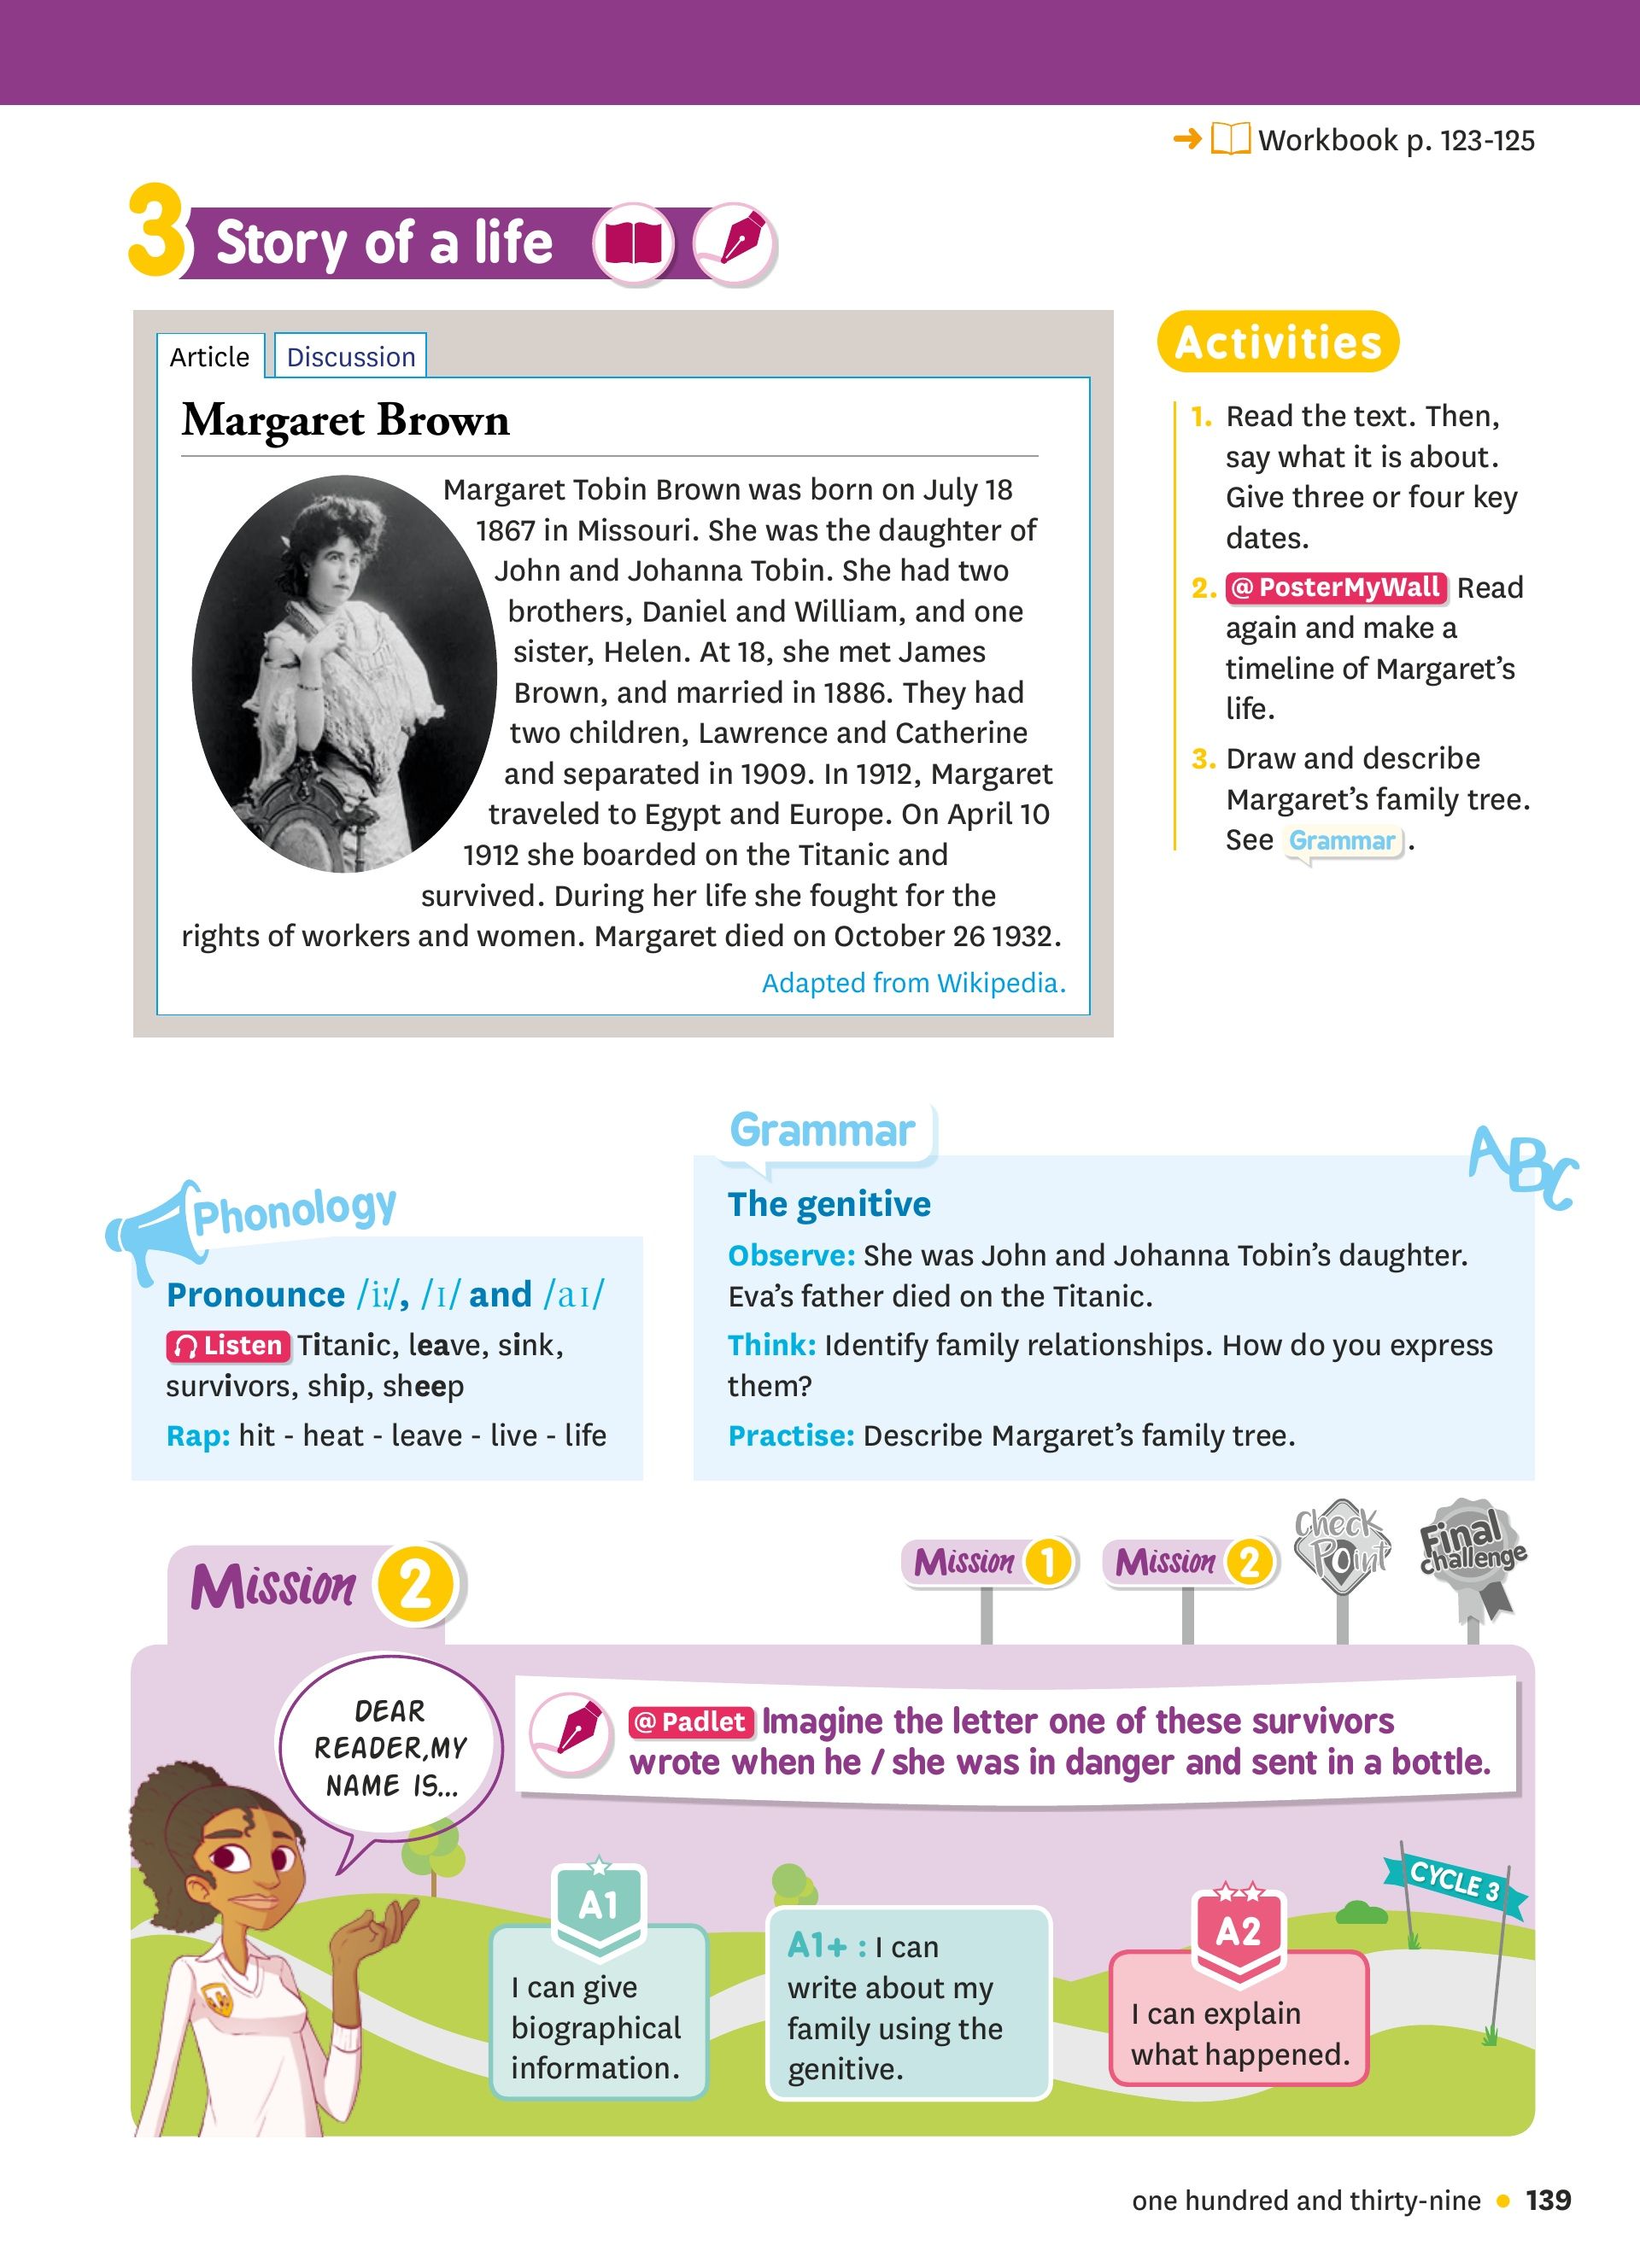 → Workbook p. 123-125
3 Story of a life
Article Discussion
Margaret Brown
Margaret Tobin Brown was born on July 18
1867 in Missouri. She was the daughter of
John and Johanna Tobin. She had two
brothers, Daniel and William, and one
sister, Helen. At 18, she met James
Brown, and married in 1886. They had
two children, Lawrence and Catherine
and separated in 1909. In 1912, Margaret
traveled to Egypt and Europe. On April 10
1912 she boarded on the Titanic and
survived. During her life she fought for the
rights of workers and women. Margaret died on October 26 1932.
Adapted from Wikipedia.
Activities
1. Read the text. Then,
say what it is about.
Give three or four key
dates.
2. @ PosterMyWall Read
again and make a
timeline of Margaret's
life.
3. Draw and describe
Margaret's family tree.
See Grammar.
Phonology
Pronounce /iː/, /ɪ/ and /aɪ/
Listen Titanic, leave, sink,
survivors, ship, sheep
Rap: hit - heat - leave - live - life
Grammar
ABC
The genitive
Observe: She was John and Johanna Tobin's daughter.
Eva's father died on the Titanic.
Think: Identify family relationships. How do you express
them?
Practise: Describe Margaret's family tree.
Mission 2
Mission 1
Mission 2
Check
Point
Final
challenge
DEAR
READER,MY
NAME IS...
@ Padlet Imagine the letter one of these survivors
wrote when he / she was in danger and sent in a bottle.
A1
I can give
biographical
information.
A1+ : I can
write about my
family using the
genitive.
A2
I can explain
what happened.
CYCLE 3
one hundred and thirty-nine • 139